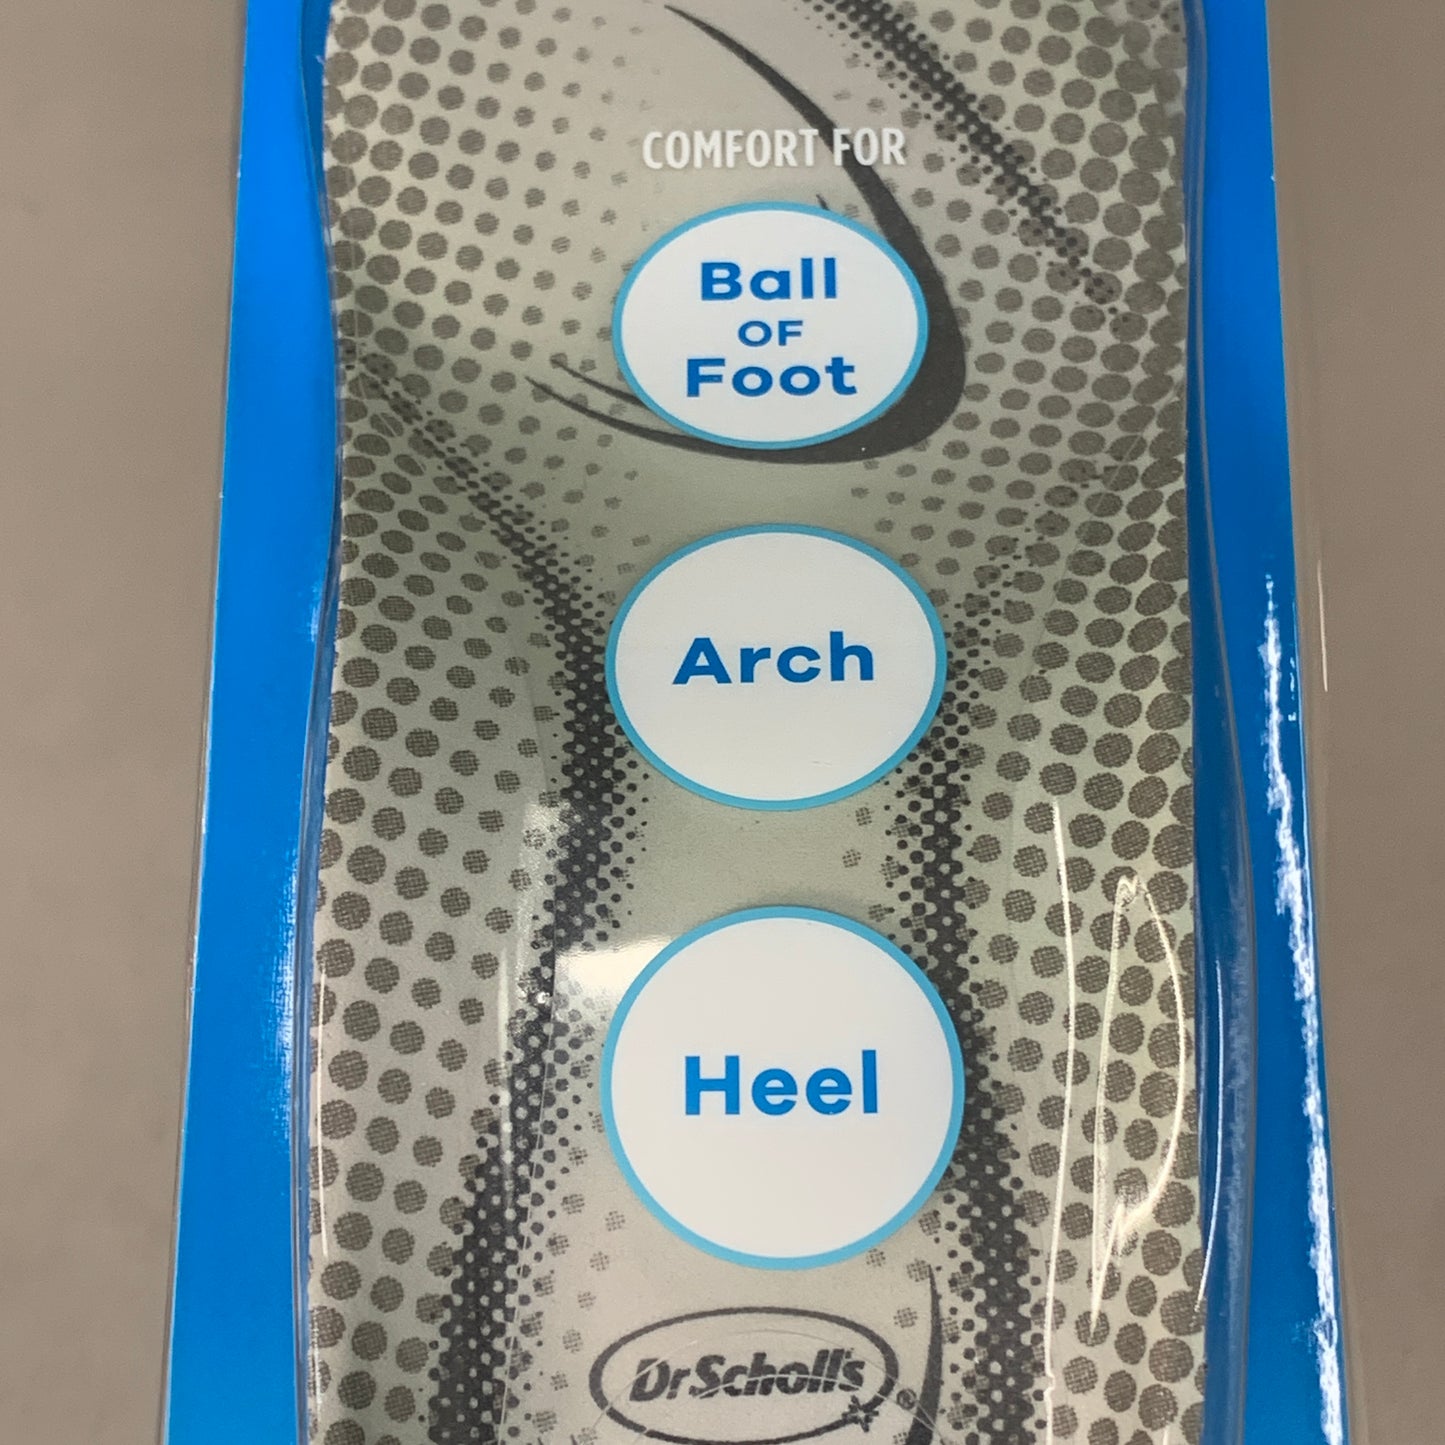 COMFORT FOR
Ball
OF
Foot
Arch
Heel
Dr Scholl's
®